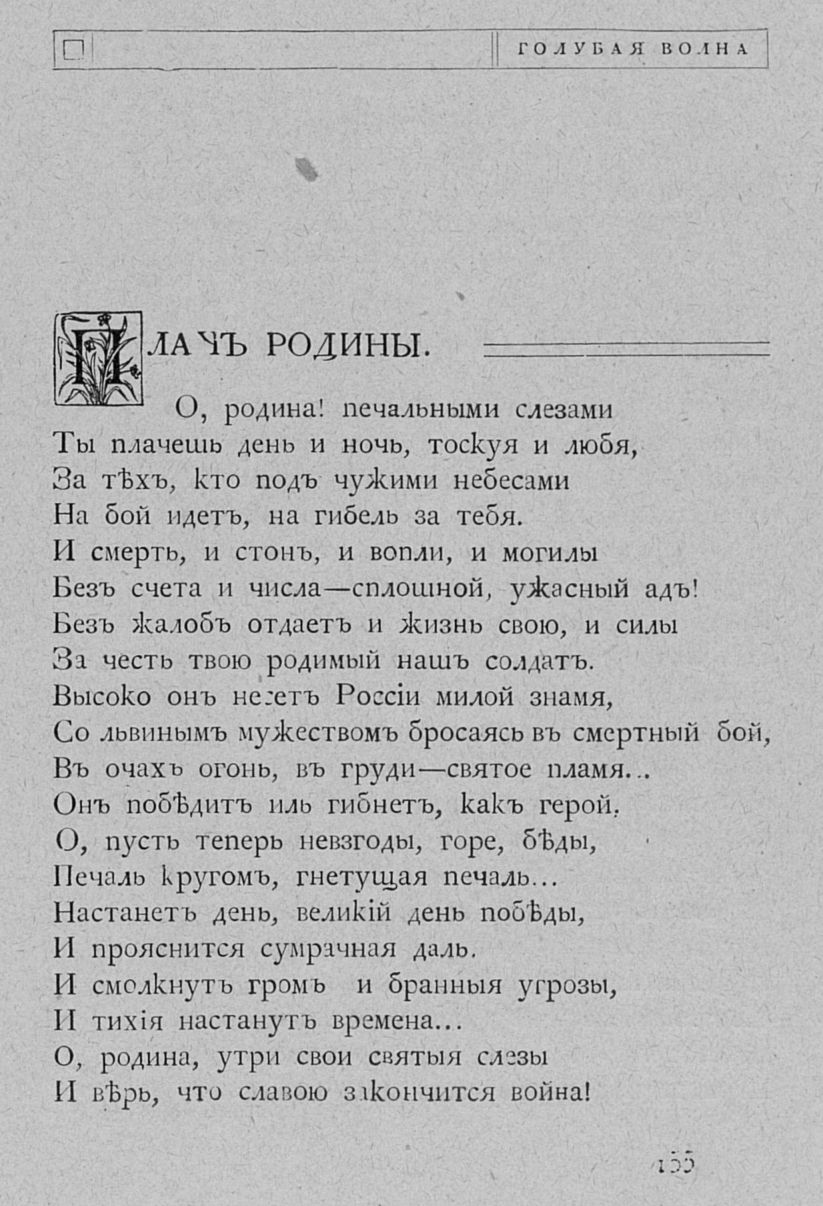 ГОЛУБАЯ ВОЛНА
ПЛАЧЪ РОДИНЫ.
О, родина! печальными слезами
Ты плачешь день и ночь, тоскуя и любя,
За тѣхъ, кто подъ чужими небесами
На бой идетъ, на гибель за тебя.
И смерть, и стонъ, и вопли, и могилы
Безъ счета и числа—сплошной, ужасный адъ!
Безъ жалобъ отдаетъ и жизнь свою, и силы
За честь твою родимый нашъ солдатъ.
Высоко онъ несетъ Россіи милой знамя,
Со львинымъ мужествомъ бросаясь въ смертный бой,
Въ очахъ огонь, въ груди—святое пламя...
Онъ побѣдитъ иль гибнетъ, какъ герой.
О, пусть теперь невзгоды, горе, бѣды,
Печаль кругомъ, гнетущая печаль...
Настанетъ день, великій день побѣды,
И прояснится сумрачная даль.
И смолкнутъ громъ и бранныя угрозы,
И тихія настанутъ времена...
О, родина, утри свои святыя слезы
И вѣрь, что славою закончится война!
155